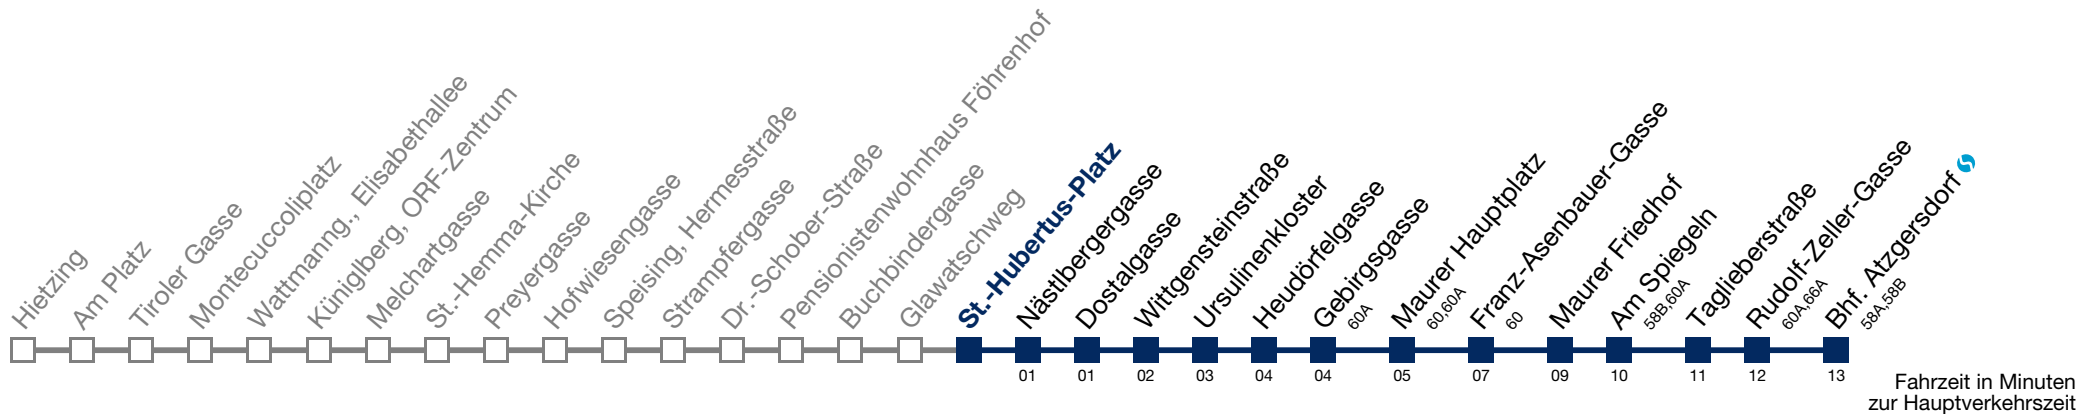 Hietzing
Am Platz
Tiroler Gasse
Montecuccoliplatz
Wattmanng., Elisabethallee
Küniglberg, ORF-Zentrum
Melchartgasse
St.-Hemma-Kirche
Preyergasse
Hofwiesengasse
Speising, Hermesstraße
Strampfergasse
Dr.-Schober-Straße
Pensionistenwohnhaus Föhrenhof
Buchbindergasse
Glawatschweg
St.-Hubertus-Platz
Nästlbergergasse
Dostalgasse
Wittgensteinstraße
Ursulinenkloster
Heudörfelgasse
Gebirgsgasse
60A
Maurer Hauptplatz
60,60A
Franz-Asenbauer-Gasse
60
Maurer Friedhof
Am Spiegeln
58B,60A
Taglieberstraße
Rudolf-Zeller-Gasse
60A,66A
Bhf. Atzgersdorf
58A,58B
01 01 02 03 04 04 05 07 09 10 11 12 13
Fahrzeit in Minuten
zur Hauptverkehrszeit